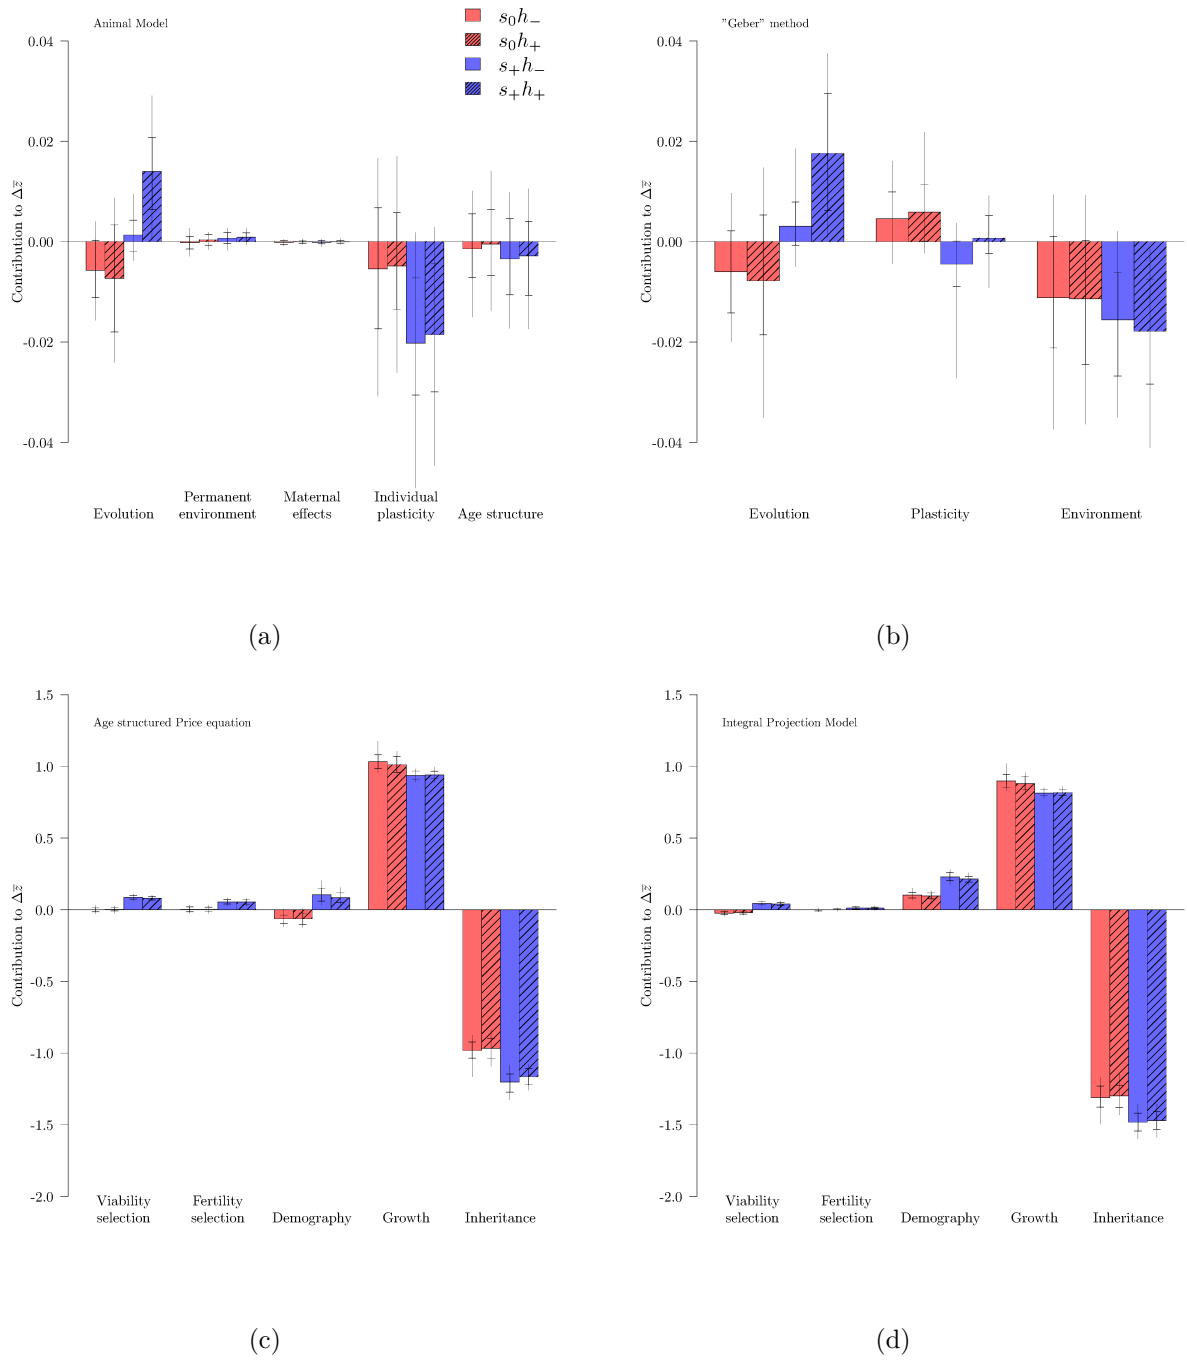 Animal Model
s₀h₋
s₀h₊
s₊h₋
s₊h₊
0.04
0.02
0.00
-0.02
-0.04
Contribution to Δz̅
Evolution
Permanent
environment
Maternal
effects
Individual
plasticity
Age structure
(a)
"Geber" method
0.04
0.02
0.00
-0.02
-0.04
Contribution to Δz̅
Evolution
Plasticity
Environment
(b)
Age structured Price equation
1.5
1.0
0.5
0.0
-0.5
-1.0
-1.5
-2.0
Contribution to Δz̅
Viability
selection
Fertility
selection
Demography
Growth
Inheritance
(c)
Integral Projection Model
1.5
1.0
0.5
0.0
-0.5
-1.0
-1.5
-2.0
Contribution to Δz̅
Viability
selection
Fertility
selection
Demography
Growth
Inheritance
(d)